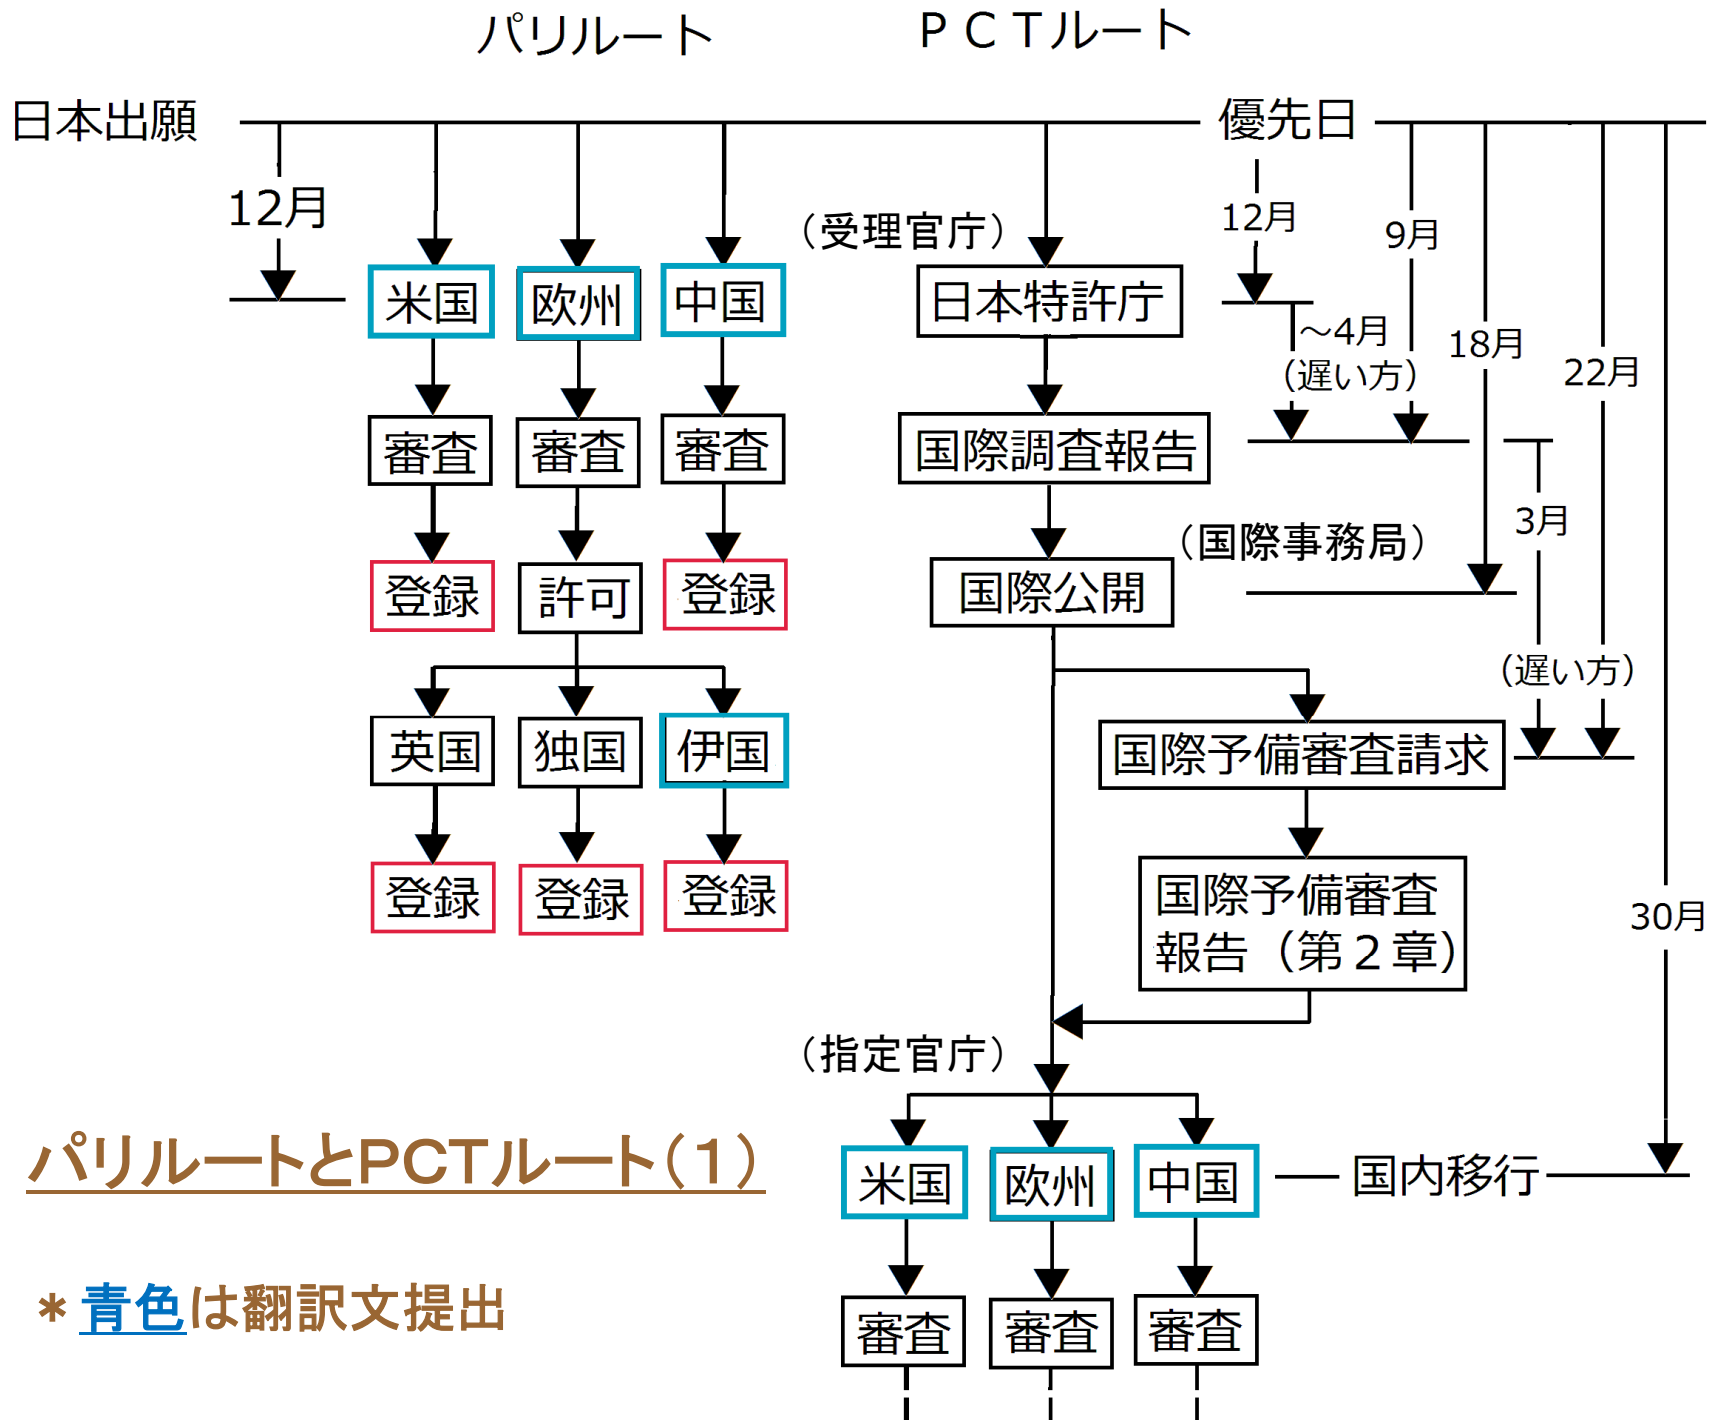 パリルート
ＰＣＴルート
日本出願
優先日
12月
12月
9月
（受理官庁）
米国
欧州
中国
日本特許庁
～4月
（遅い方）
18月
22月
審査
審査
審査
国際調査報告
3月
（国際事務局）
登録
許可
登録
国際公開
（遅い方）
英国
独国
伊国
国際予備審査請求
登録
登録
登録
国際予備審査
報告（第２章）
30月
（指定官庁）
パリルートとPCTルート（１）
米国
欧州
中国
国内移行
＊青色は翻訳文提出
審査
審査
審査